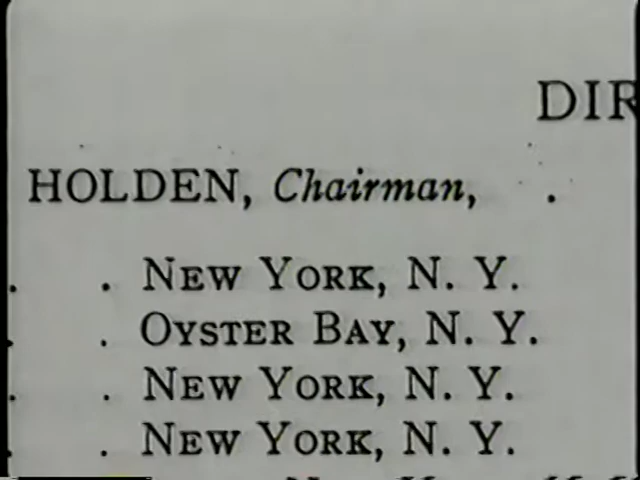 DIR
HOLDEN, Chairman, .
. . NEW YORK, N. Y.
. . OYSTER BAY, N. Y.
. . NEW YORK, N. Y.
. . NEW YORK, N. Y.